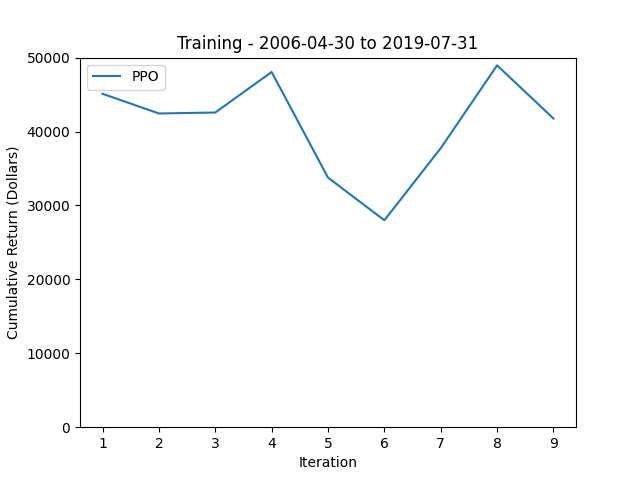 Training - 2006-04-30 to 2019-07-31
PPO
Cumulative Return (Dollars)
50000
40000
30000
20000
10000
0
1 2 3 4 5 6 7 8 9
Iteration